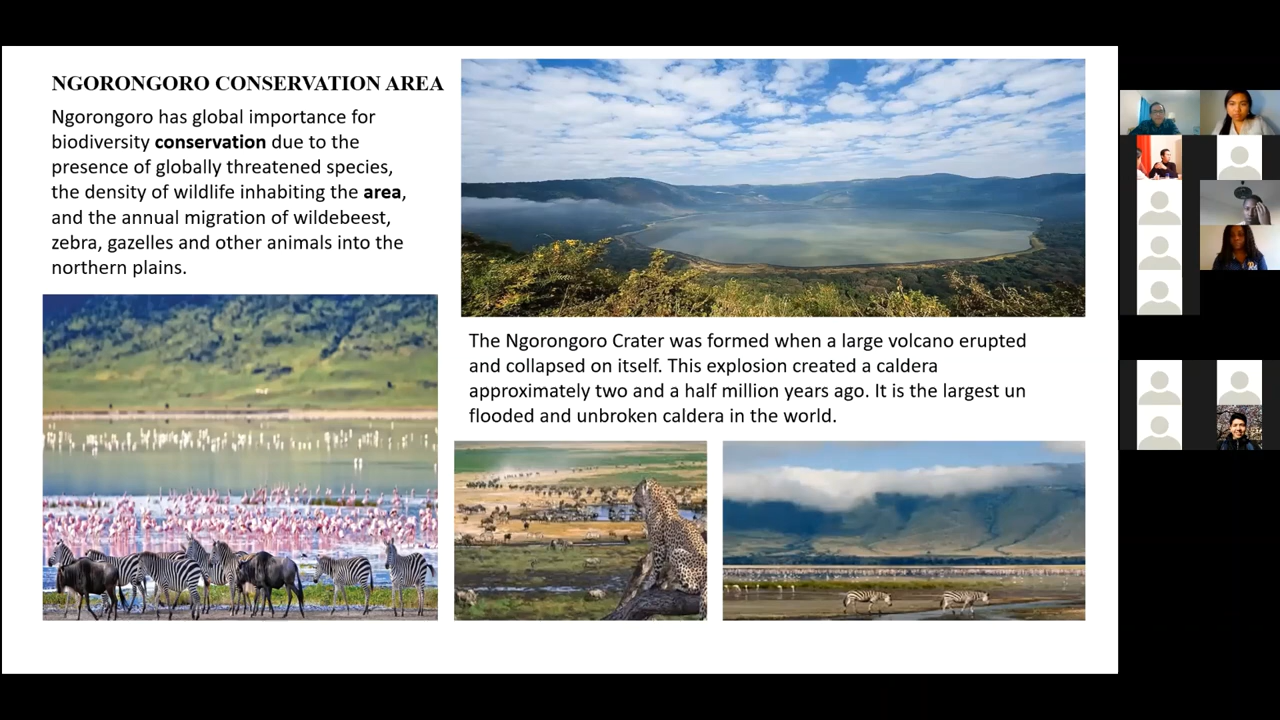 NGORONGORO CONSERVATION AREA
Ngorongoro has global importance for
biodiversity conservation due to the
presence of globally threatened species,
the density of wildlife inhabiting the area,
and the annual migration of wildebeest,
zebra, gazelles and other animals into the
northern plains.
The Ngorongoro Crater was formed when a large volcano erupted
and collapsed on itself. This explosion created a caldera
approximately two and a half million years ago. It is the largest un
flooded and unbroken caldera in the world.